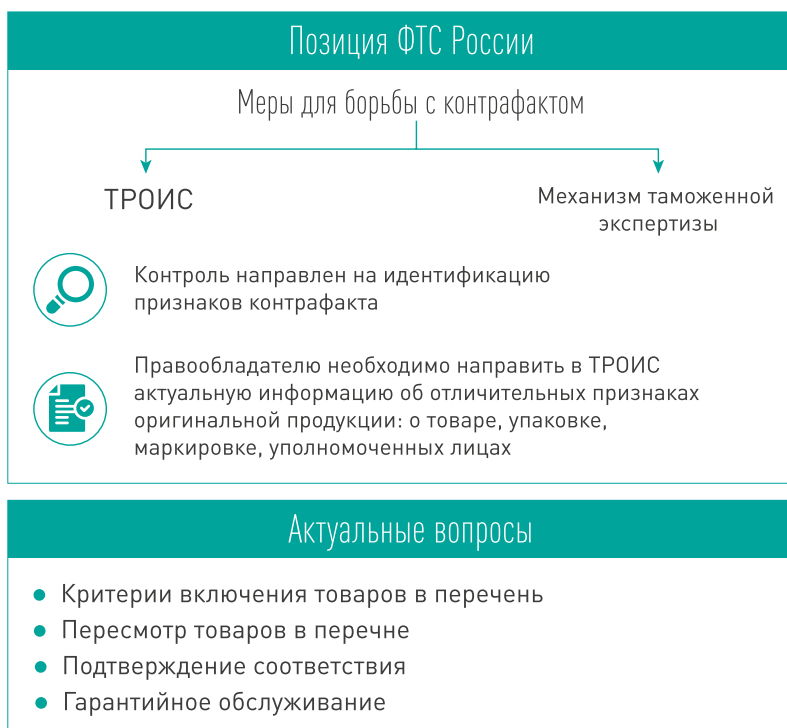 Позиция ФТС России
Меры для борьбы с контрафактом
ТРОИС
Механизм таможенной
экспертизы
Контроль направлен на идентификацию
признаков контрафакта
Правообладателю необходимо направить в ТРОИС
актуальную информацию об отличительных признаках
оригинальной продукции: о товаре, упаковке,
маркировке, уполномоченных лицах
Актуальные вопросы
● Критерии включения товаров в перечень
● Пересмотр товаров в перечне
● Подтверждение соответствия
● Гарантийное обслуживание